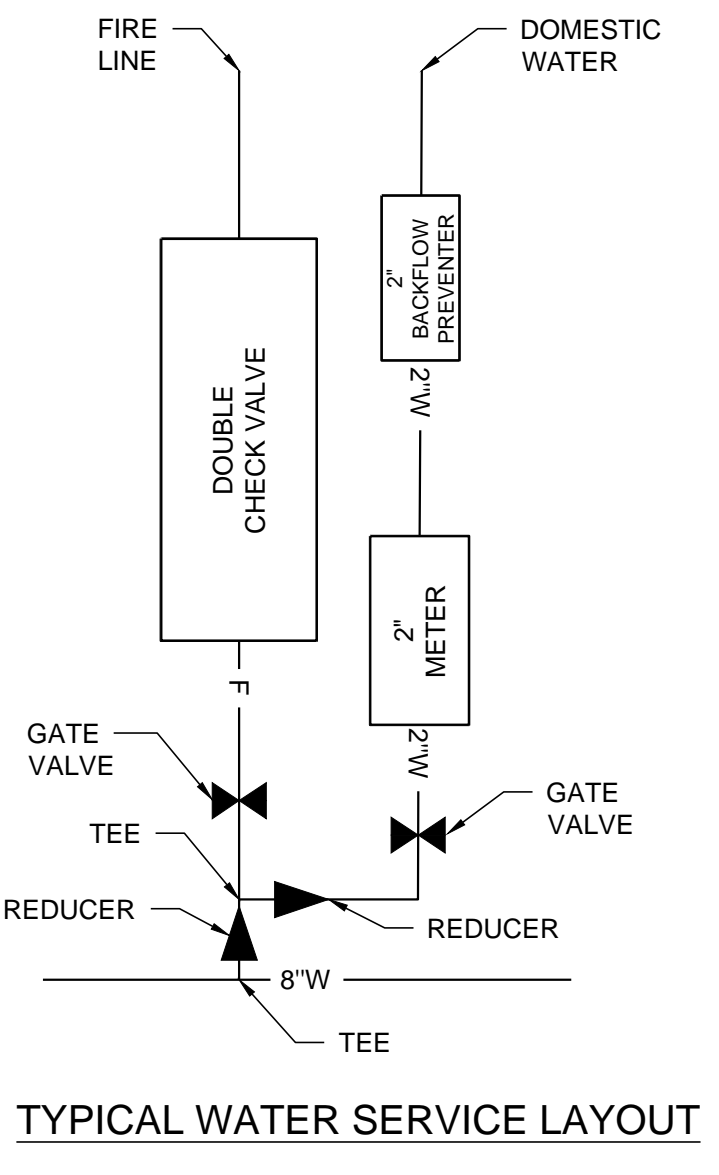 FIRE
LINE
DOMESTIC
WATER
2"
BACKFLOW
PREVENTER
2"W
DOUBLE
CHECK VALVE
2"
METER
F
2"W
GATE
VALVE
GATE
VALVE
TEE
REDUCER
REDUCER
8"W
TEE
TYPICAL WATER SERVICE LAYOUT